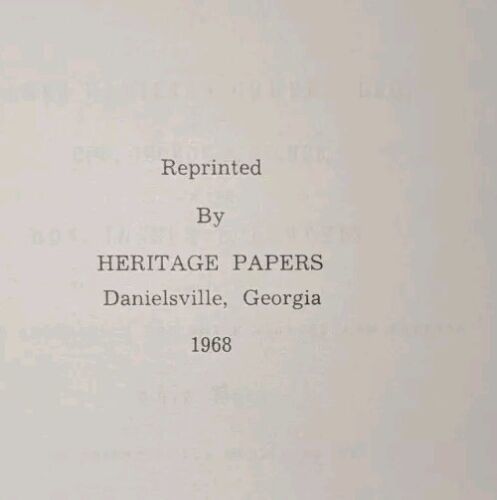 Reprinted
By
HERITAGE PAPERS
Danielsville, Georgia
1968